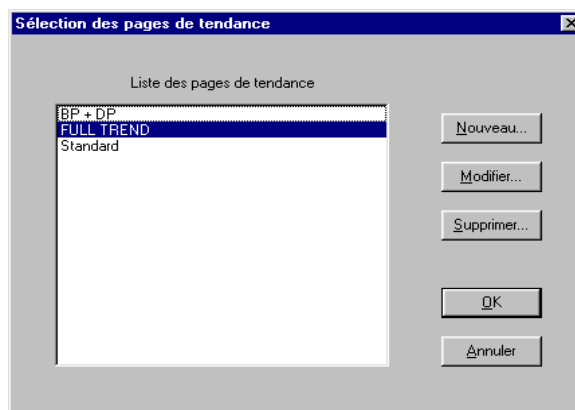 Sélection des pages de tendance
Liste des pages de tendance
BP + DP
FULL TREND
Standard
Nouveau...
Modifier...
Supprimer...
OK
Annuler